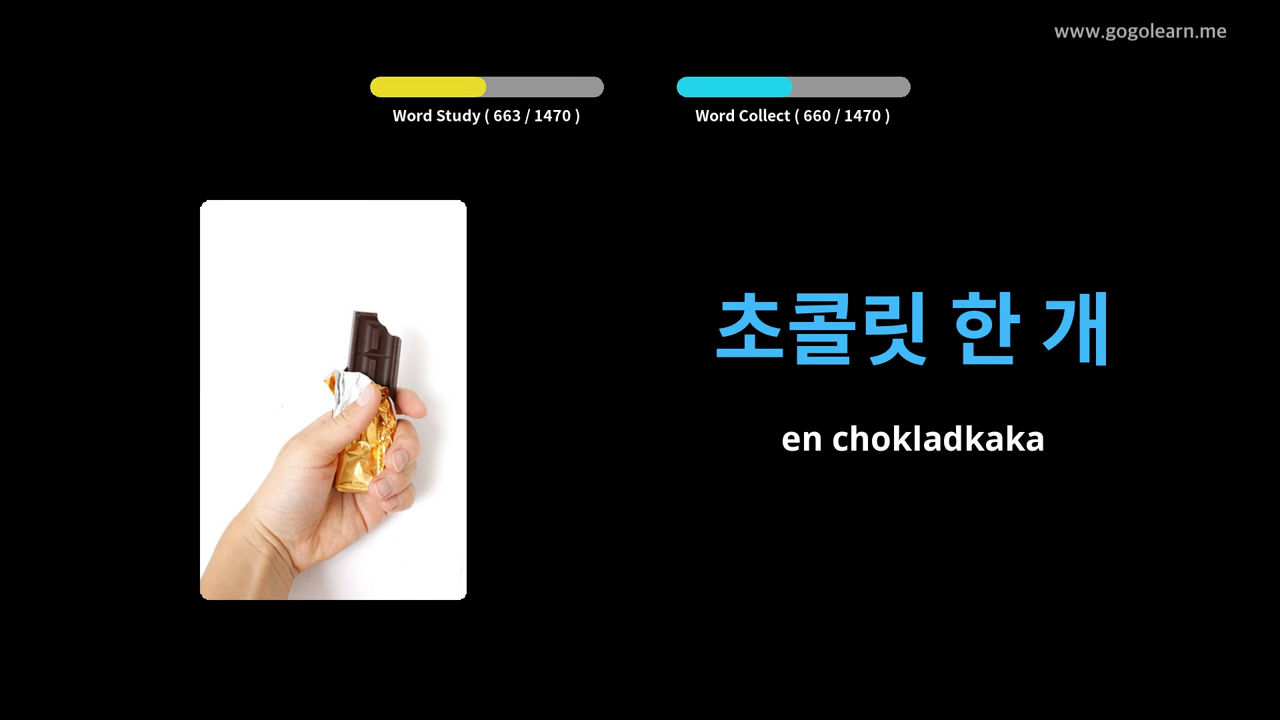 www.gogolearn.me
Word Study ( 663 / 1470 )
Word Collect ( 660 / 1470 )
초콜릿 한 개
en chokladkaka